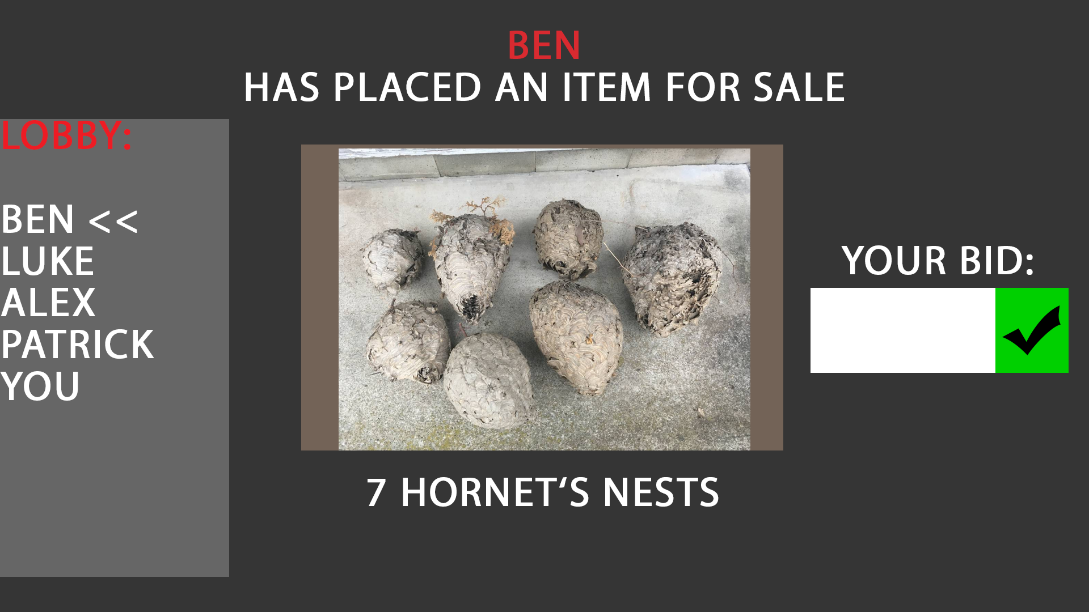 BEN
HAS PLACED AN ITEM FOR SALE
LOBBY:
BEN <<
LUKE
ALEX
PATRICK
YOU
YOUR BID:
7 HORNET‘S NESTS